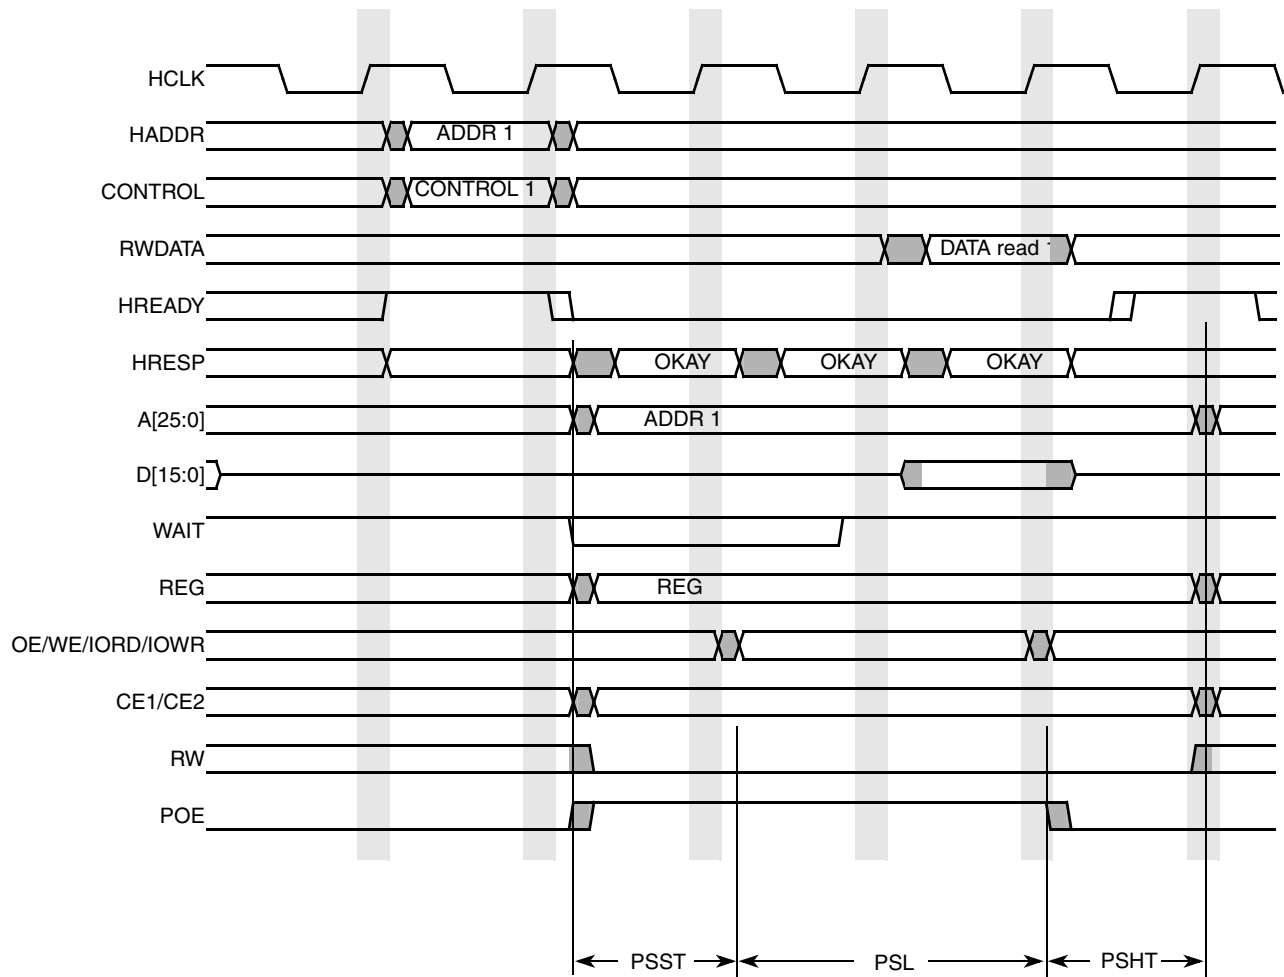 HCLK
HADDR ADDR 1
CONTROL CONTROL 1
RWDATA DATA read 1
HREADY
HRESP OKAY OKAY OKAY
A[25:0] ADDR 1
D[15:0]
WAIT
REG REG
OE/WE/IORD/IOWR
CE1/CE2
RW
POE
PSST PSL PSHT